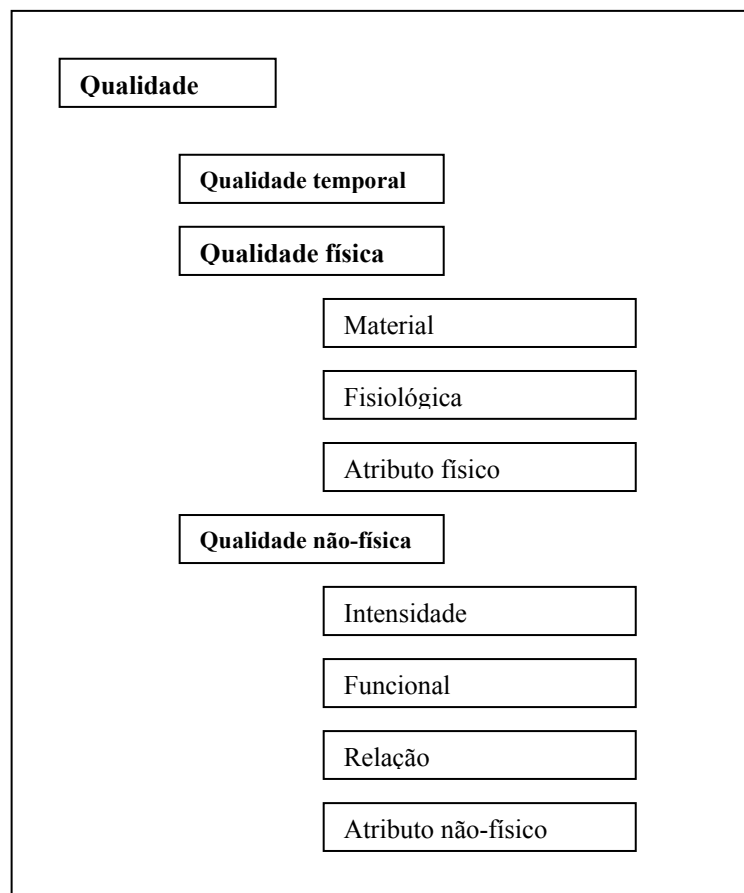 Qualidade
Qualidade temporal
Qualidade física
Material
Fisiológica
Atributo físico
Qualidade não-física
Intensidade
Funcional
Relação
Atributo não-físico